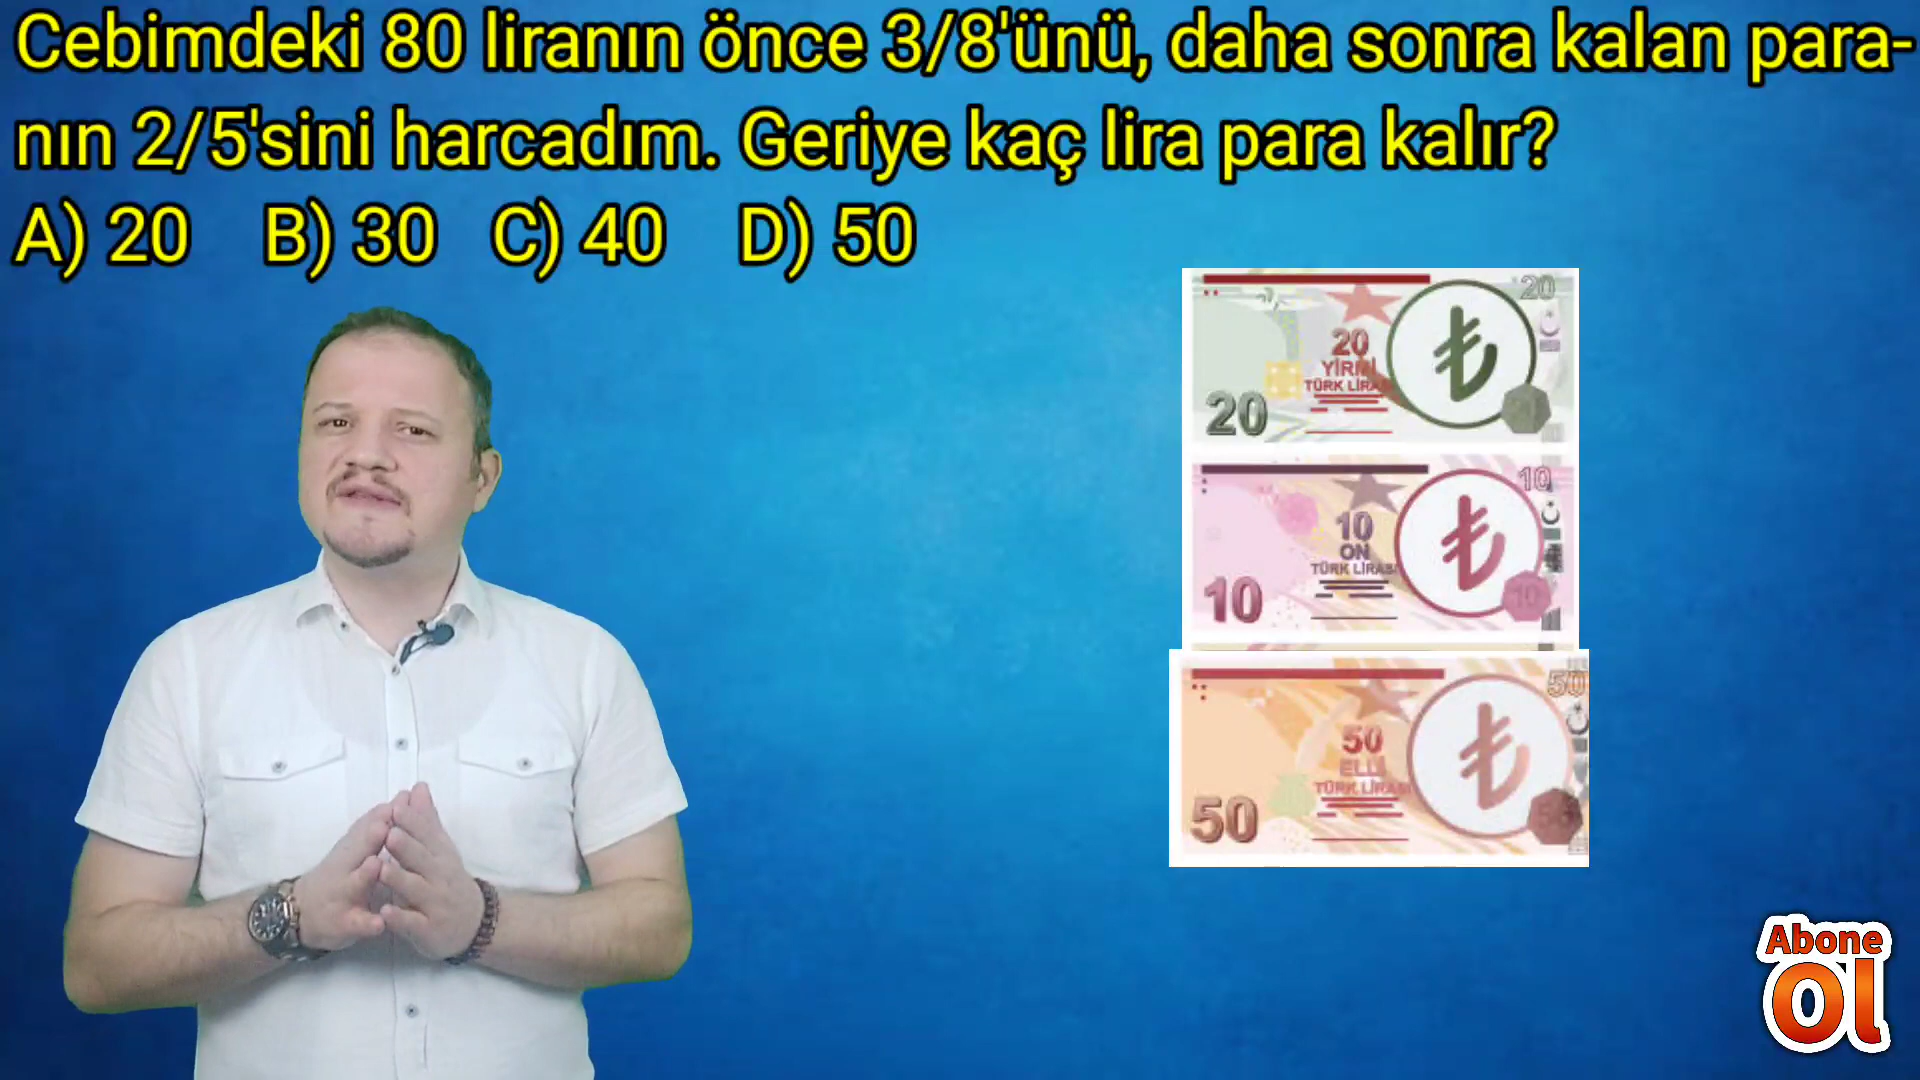 Cebimdeki 80 liranın önce 3/8'ünü, daha sonra kalan para-
nın 2/5'sini harcadım. Geriye kaç lira para kalır?
A) 20 B) 30 C) 40 D) 50
20
20
YİRMİ
TÜRK LİRASI
20
10
10
ON
TÜRK LİRASI
10
10
50
50
ELLİ
TÜRK LİRASI
50
Abone
Ol